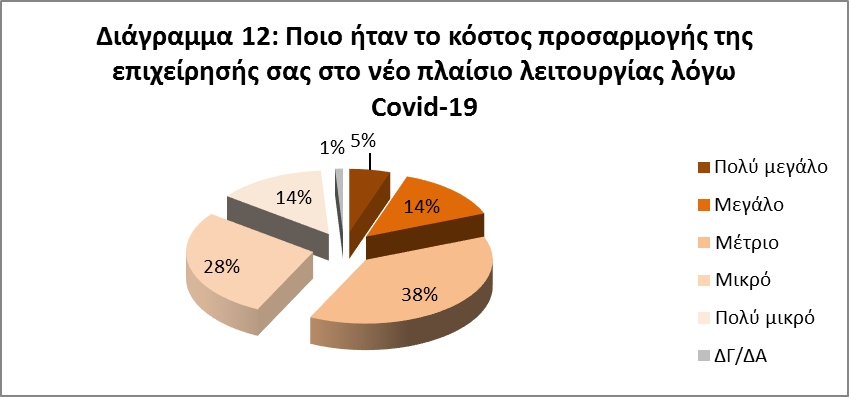 Διάγραμμα 12: Ποιο ήταν το κόστος προσαρμογής της
επιχείρησής σας στο νέο πλαίσιο λειτουργίας λόγω
Covid-19
1%
5%
14%
14%
28%
38%
Πολύ μεγάλο
Μεγάλο
Μέτριο
Μικρό
Πολύ μικρό
ΔΓ/ΔΑ